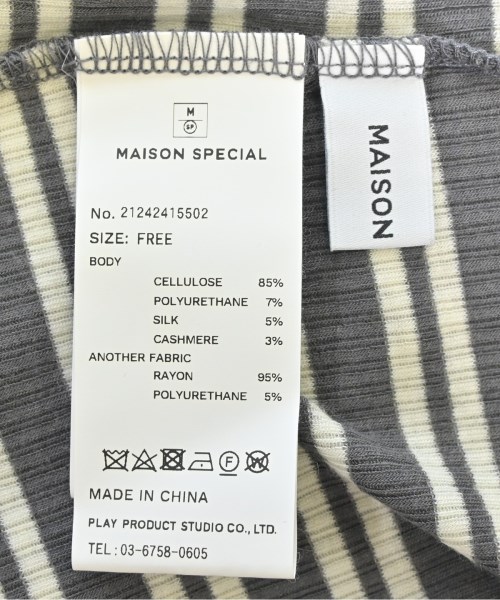 M
SP
MAISON SPECIAL
No. 21242415502
SIZE: FREE
BODY
CELLULOSE 85%
POLYURETHANE 7%
SILK 5%
CASHMERE 3%
ANOTHER FABRIC
RAYON 95%
POLYURETHANE 5%
F
W
MADE IN CHINA
PLAY PRODUCT STUDIO CO., LTD.
TEL: 03-6758-0605
MAISON